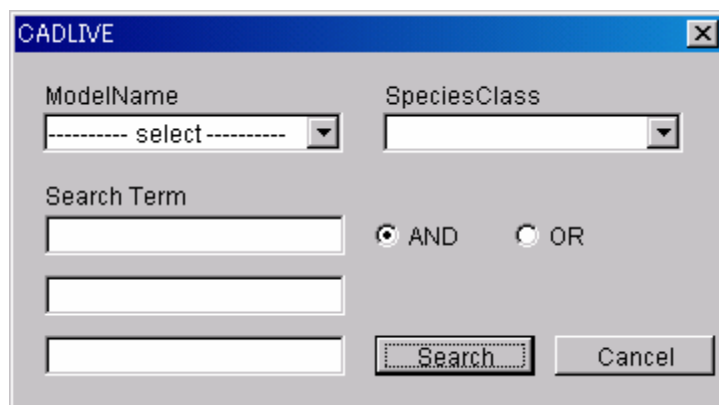 CADLIVE
ModelName SpeciesClass
---------- select ----------
Search Term
AND OR
Search Cancel